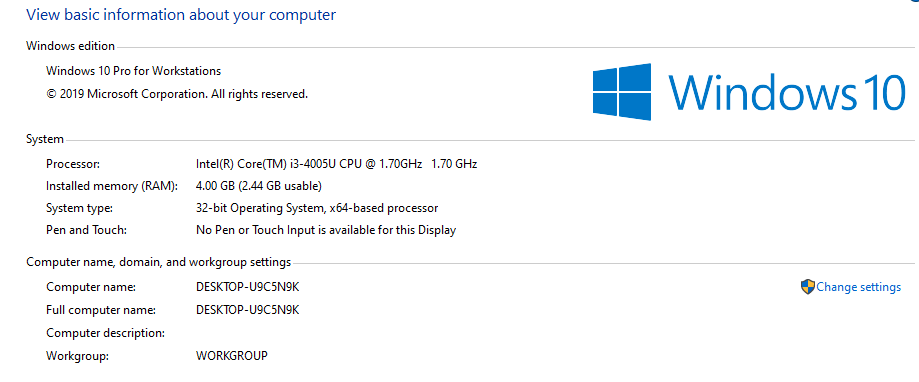 View basic information about your computer
Windows edition
Windows 10 Pro for Workstations
© 2019 Microsoft Corporation. All rights reserved.
Windows 10
System
Processor: Intel(R) Core(TM) i3-4005U CPU @ 1.70GHz 1.70 GHz
Installed memory (RAM): 4.00 GB (2.44 GB usable)
System type: 32-bit Operating System, x64-based processor
Pen and Touch: No Pen or Touch Input is available for this Display
Computer name, domain, and workgroup settings
Computer name: DESKTOP-U9C5N9K Change settings
Full computer name: DESKTOP-U9C5N9K
Computer description:
Workgroup: WORKGROUP